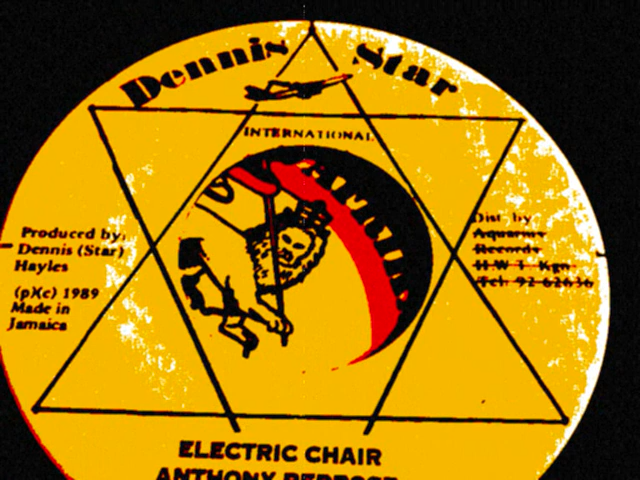 Dennis Star
INTERNATIONAL
Produced by:
Dennis (Star)
Hayles
(pXc) 1989
Made in
Jamaica
Dist by
Aquarius
Records
H.W.T. Kgn.
Tel: 92-62636
ELECTRIC CHAIR
ANTHONY